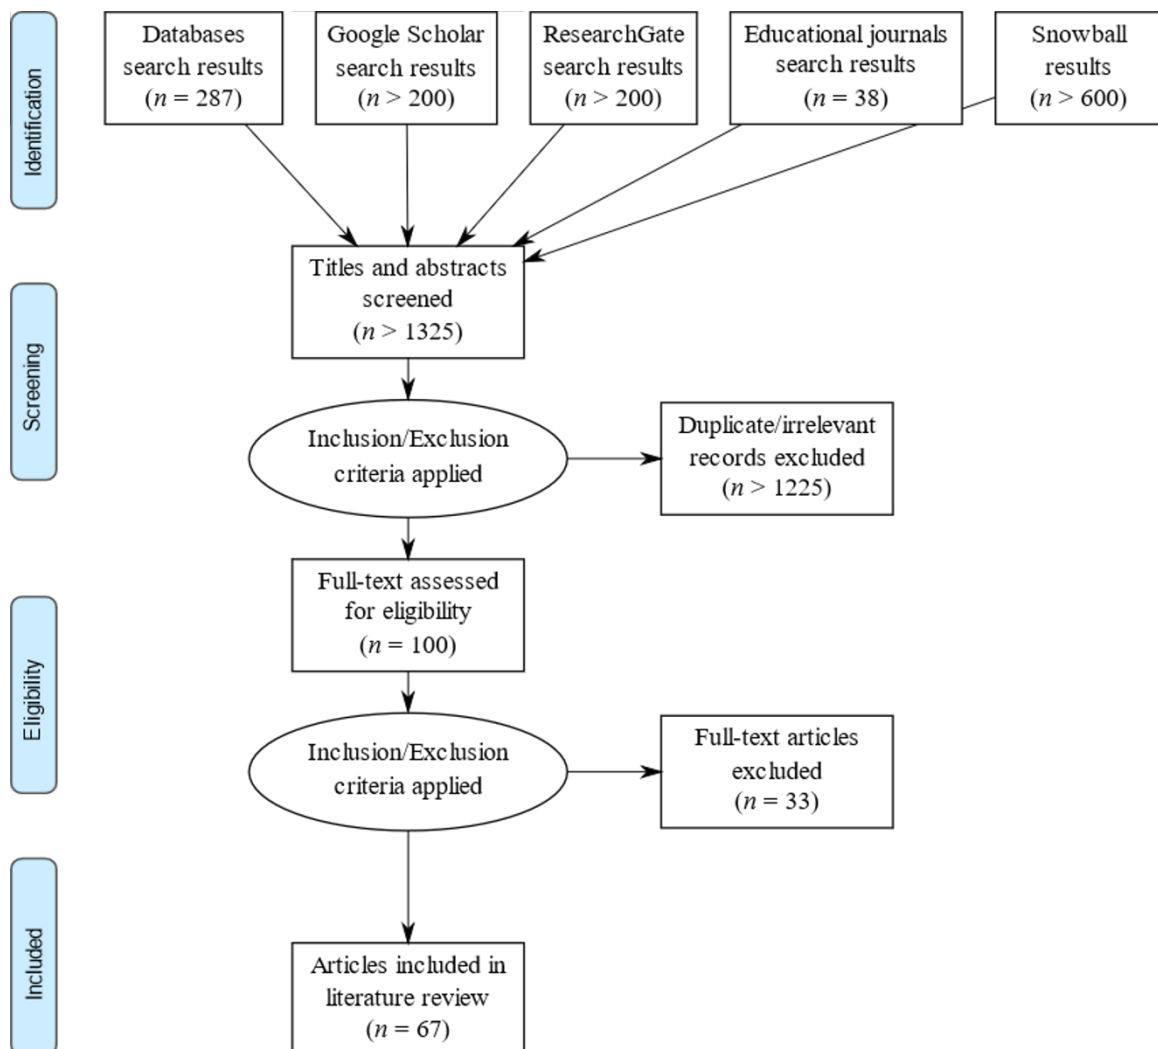 Identification
Databases
search results
(n = 287)
Google Scholar
search results
(n > 200)
ResearchGate
search results
(n > 200)
Educational journals
search results
(n = 38)
Snowball
results
(n > 600)
Screening
Titles and abstracts
screened
(n > 1325)
Inclusion/Exclusion
criteria applied
Duplicate/irrelevant
records excluded
(n > 1225)
Eligibility
Full-text assessed
for eligibility
(n = 100)
Inclusion/Exclusion
criteria applied
Full-text articles
excluded
(n = 33)
Included
Articles included in
literature review
(n = 67)